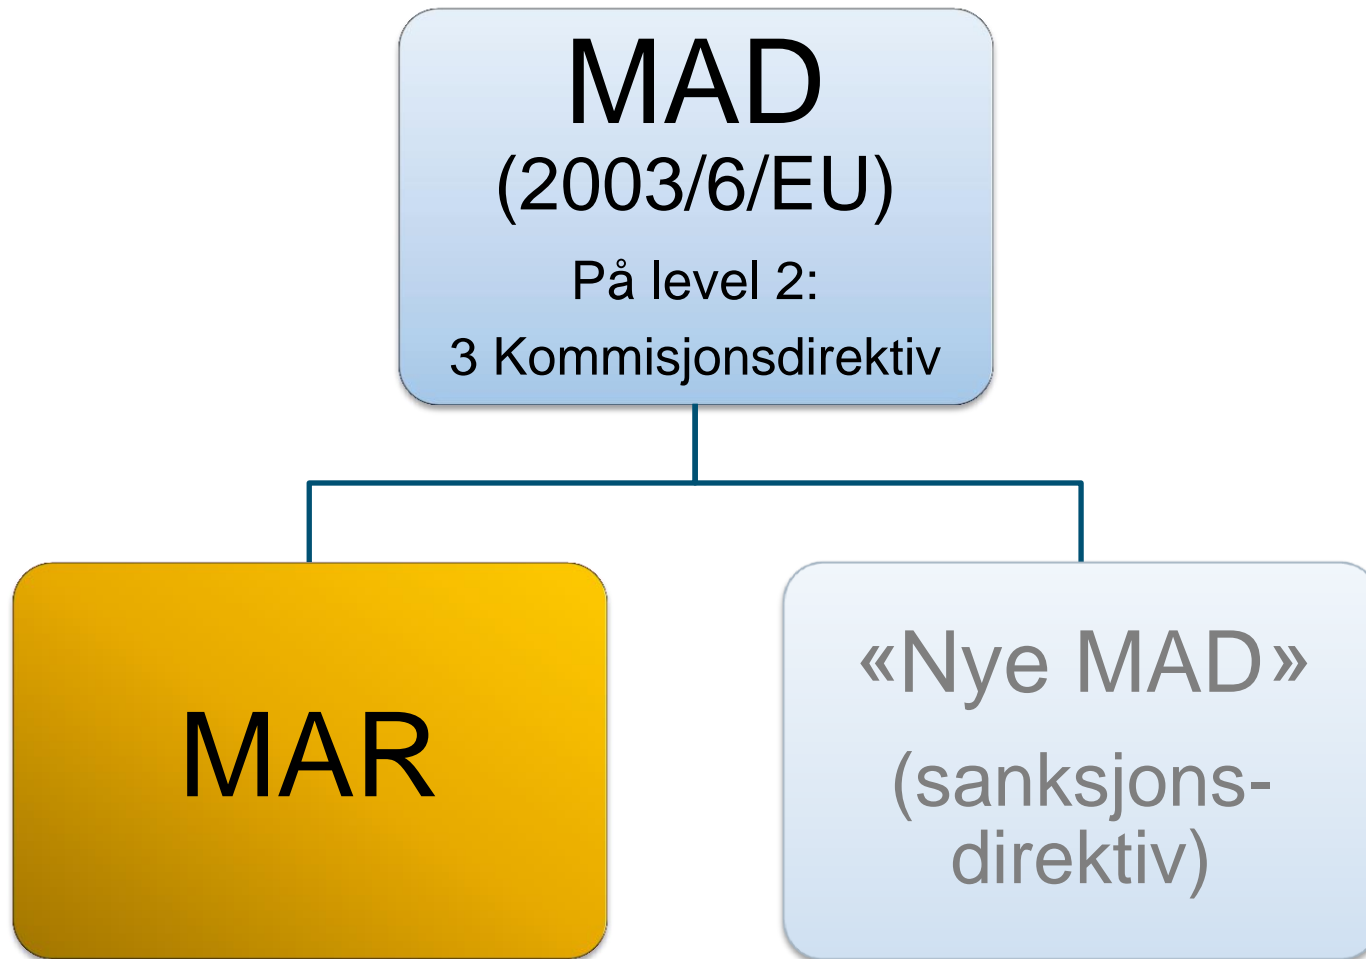 MAD
(2003/6/EU)
På level 2:
3 Kommisjonsdirektiv
MAR
«Nye MAD»
(sanksjons-
direktiv)